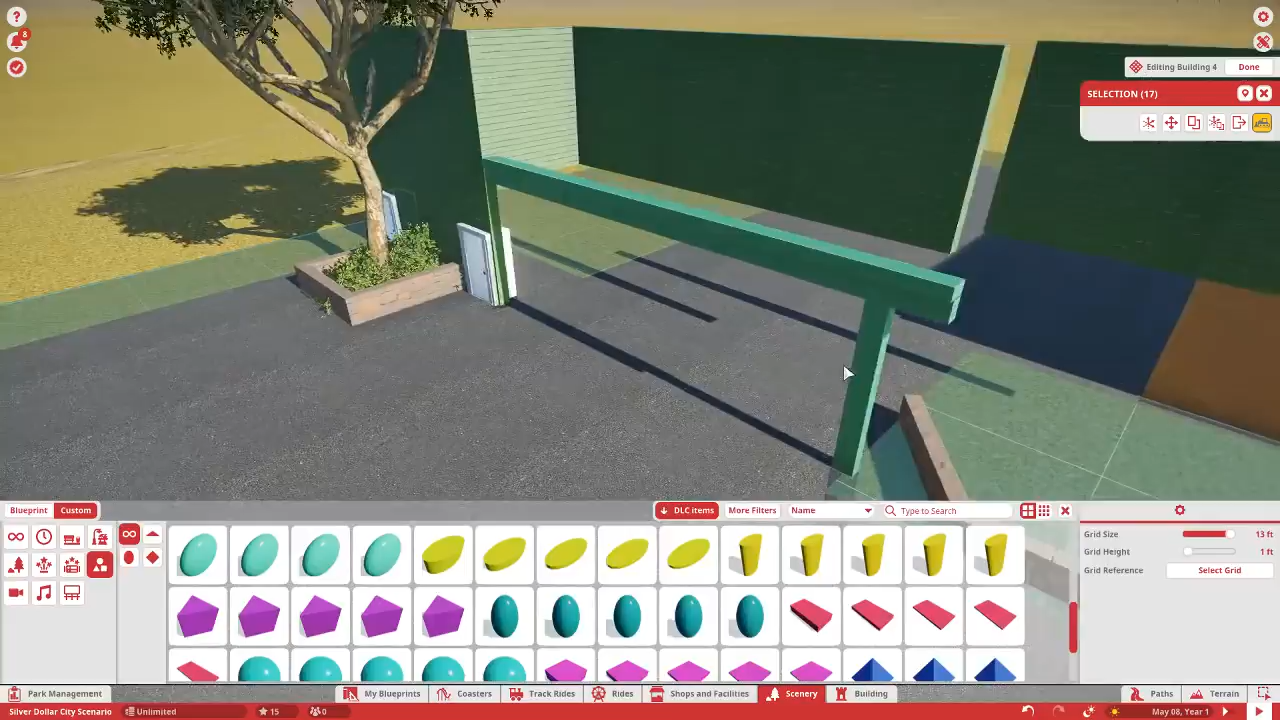 ?
8
Editing Building 4 Done
SELECTION (17)
Blueprint Custom DLC items More Filters Name Type to Search
Grid Size 13 ft
Grid Height 1 ft
Grid Reference Select Grid
Park Management My Blueprints Coasters Track Rides Rides Shops and Facilities Scenery Building Paths Terrain
Silver Dollar City Scenario Unlimited 15 0 May 08, Year 1